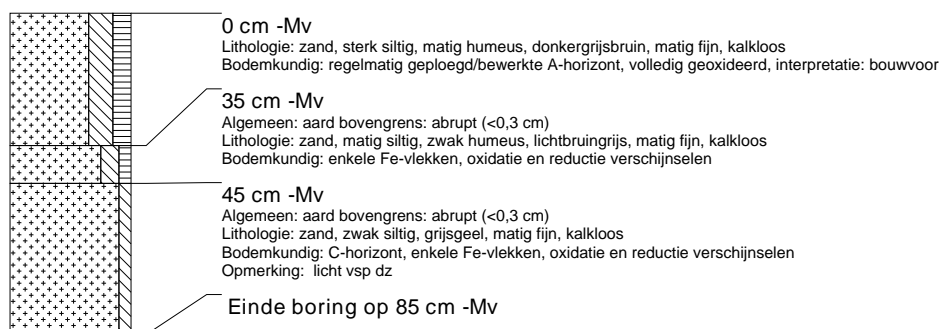 0 cm -Mv
Lithologie: zand, sterk siltig, matig humeus, donkergrijsbruin, matig fijn, kalkloos
Bodemkundig: regelmatig geploegd/bewerkte A-horizont, volledig geoxideerd, interpretatie: bouwvoor
35 cm -Mv
Algemeen: aard bovengrens: abrupt (<0,3 cm)
Lithologie: zand, matig siltig, zwak humeus, lichtbruingrijs, matig fijn, kalkloos
Bodemkundig: enkele Fe-vlekken, oxidatie en reductie verschijnselen
45 cm -Mv
Algemeen: aard bovengrens: abrupt (<0,3 cm)
Lithologie: zand, zwak siltig, grijsgeel, matig fijn, kalkloos
Bodemkundig: C-horizont, enkele Fe-vlekken, oxidatie en reductie verschijnselen
Opmerking: licht vsp dz
Einde boring op 85 cm -Mv